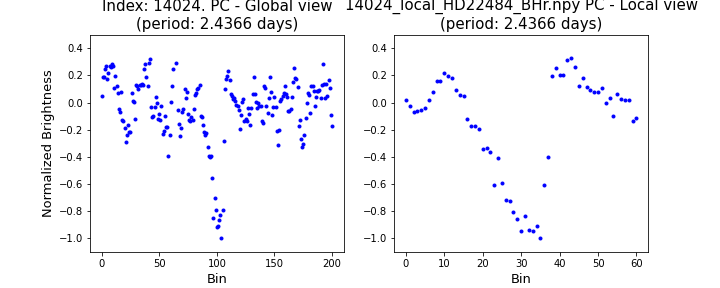 Index: 14024. PC - Global view
(period: 2.4366 days)
14024_local_HD22484_BHr.npy PC - Local view
(period: 2.4366 days)
Normalized Brightness
0.4
0.2
0.0
−0.2
−0.4
−0.6
−0.8
−1.0
0 50 100 150 200
Bin
0.4
0.2
0.0
−0.2
−0.4
−0.6
−0.8
−1.0
0 10 20 30 40 50 60
Bin